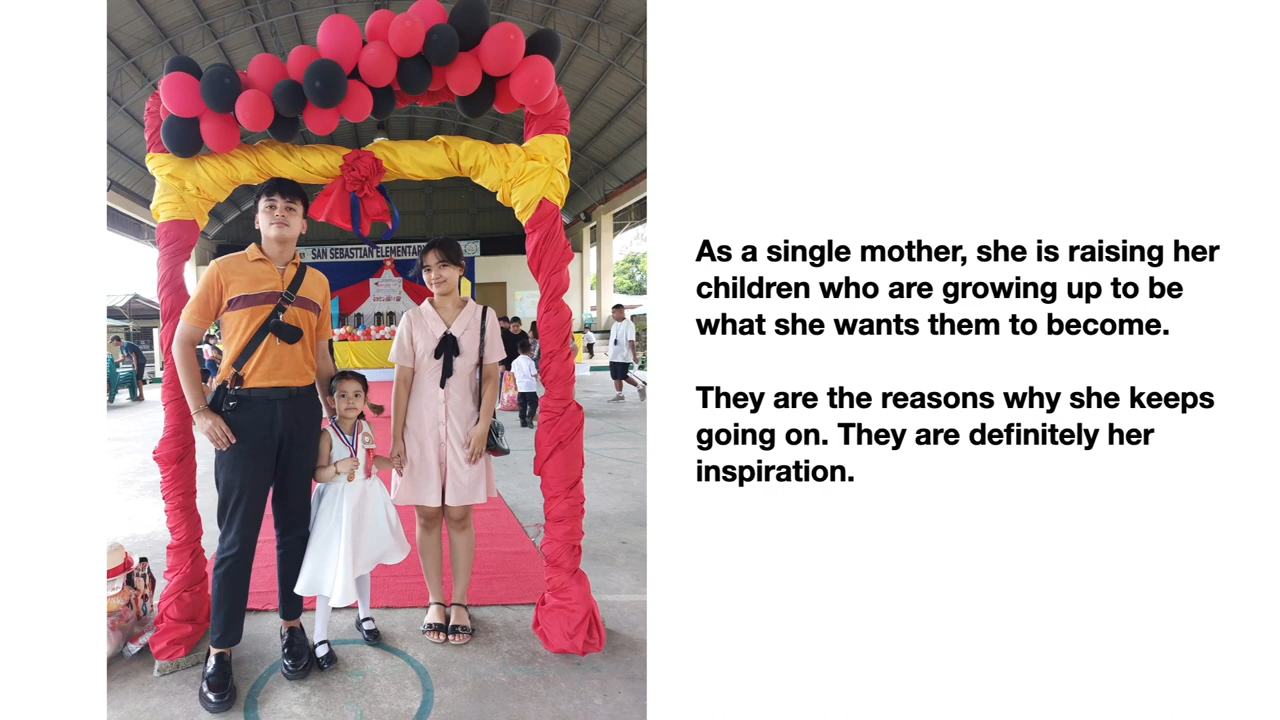 SAN SEBASTIAN ELEMENTARY
As a single mother, she is raising her
children who are growing up to be
what she wants them to become.
They are the reasons why she keeps
going on. They are definitely her
inspiration.